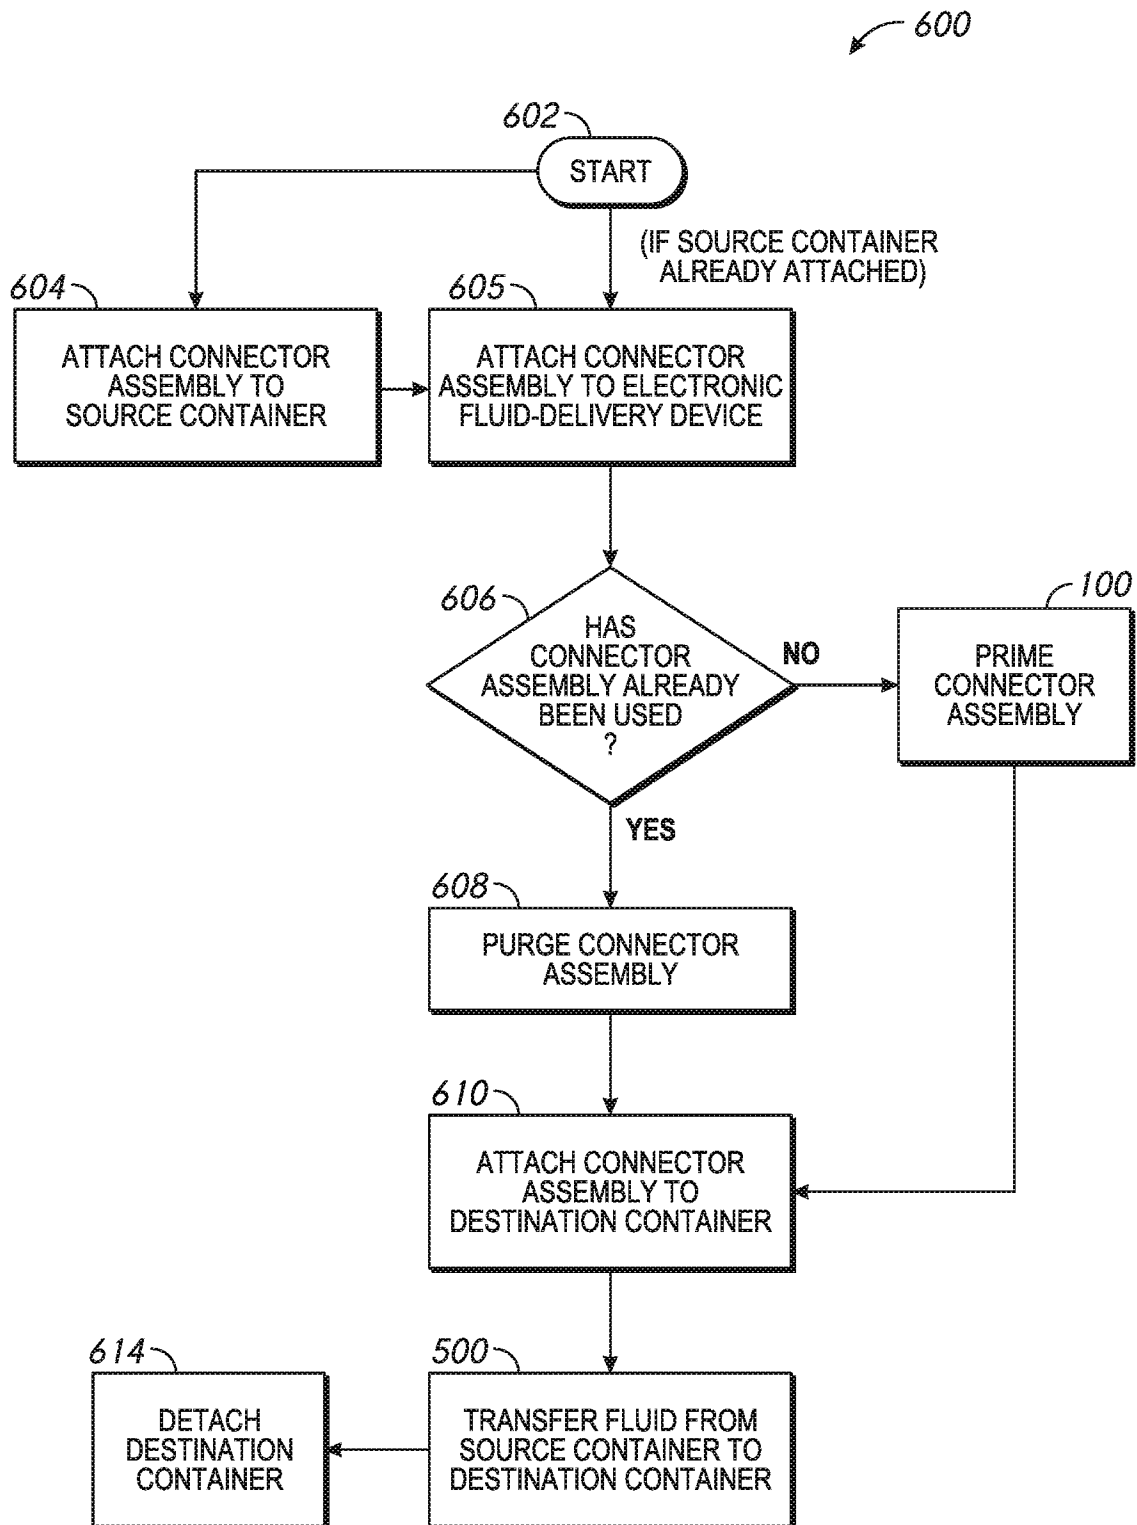 600
602
START
(IF SOURCE CONTAINER
ALREADY ATTACHED)
604
ATTACH CONNECTOR
ASSEMBLY TO
SOURCE CONTAINER
605
ATTACH CONNECTOR
ASSEMBLY TO ELECTRONIC
FLUID-DELIVERY DEVICE
606
HAS
CONNECTOR
ASSEMBLY ALREADY
BEEN USED
?
NO
100
PRIME
CONNECTOR
ASSEMBLY
YES
608
PURGE CONNECTOR
ASSEMBLY
610
ATTACH CONNECTOR
ASSEMBLY TO
DESTINATION CONTAINER
614
DETACH
DESTINATION
CONTAINER
500
TRANSFER FLUID FROM
SOURCE CONTAINER TO
DESTINATION CONTAINER